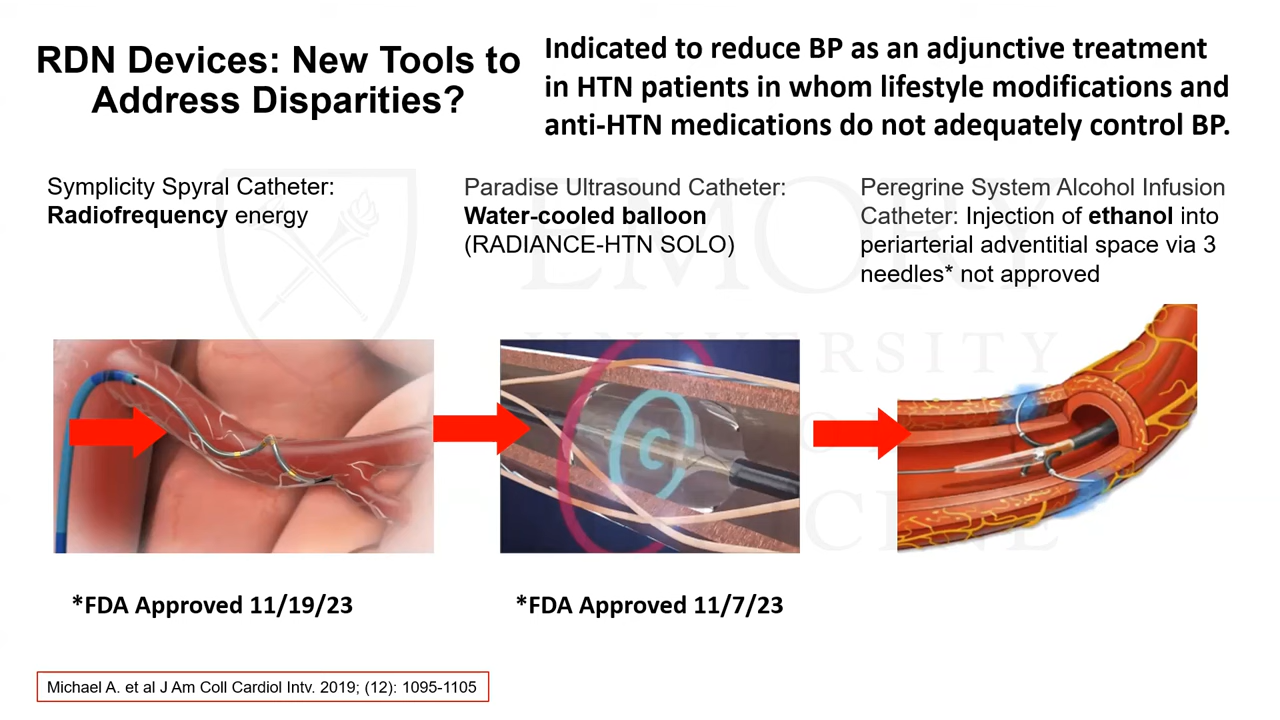 RDN Devices: New Tools to
Address Disparities?
Indicated to reduce BP as an adjunctive treatment
in HTN patients in whom lifestyle modifications and
anti-HTN medications do not adequately control BP.
Symplicity Spyral Catheter:
Radiofrequency energy
Paradise Ultrasound Catheter:
Water-cooled balloon
(RADIANCE-HTN SOLO)
Peregrine System Alcohol Infusion
Catheter: Injection of ethanol into
periarterial adventitial space via 3
needles* not approved
EMORY
UNIVERSITY
*FDA Approved 11/19/23
*FDA Approved 11/7/23
Michael A. et al J Am Coll Cardiol Intv. 2019; (12): 1095-1105